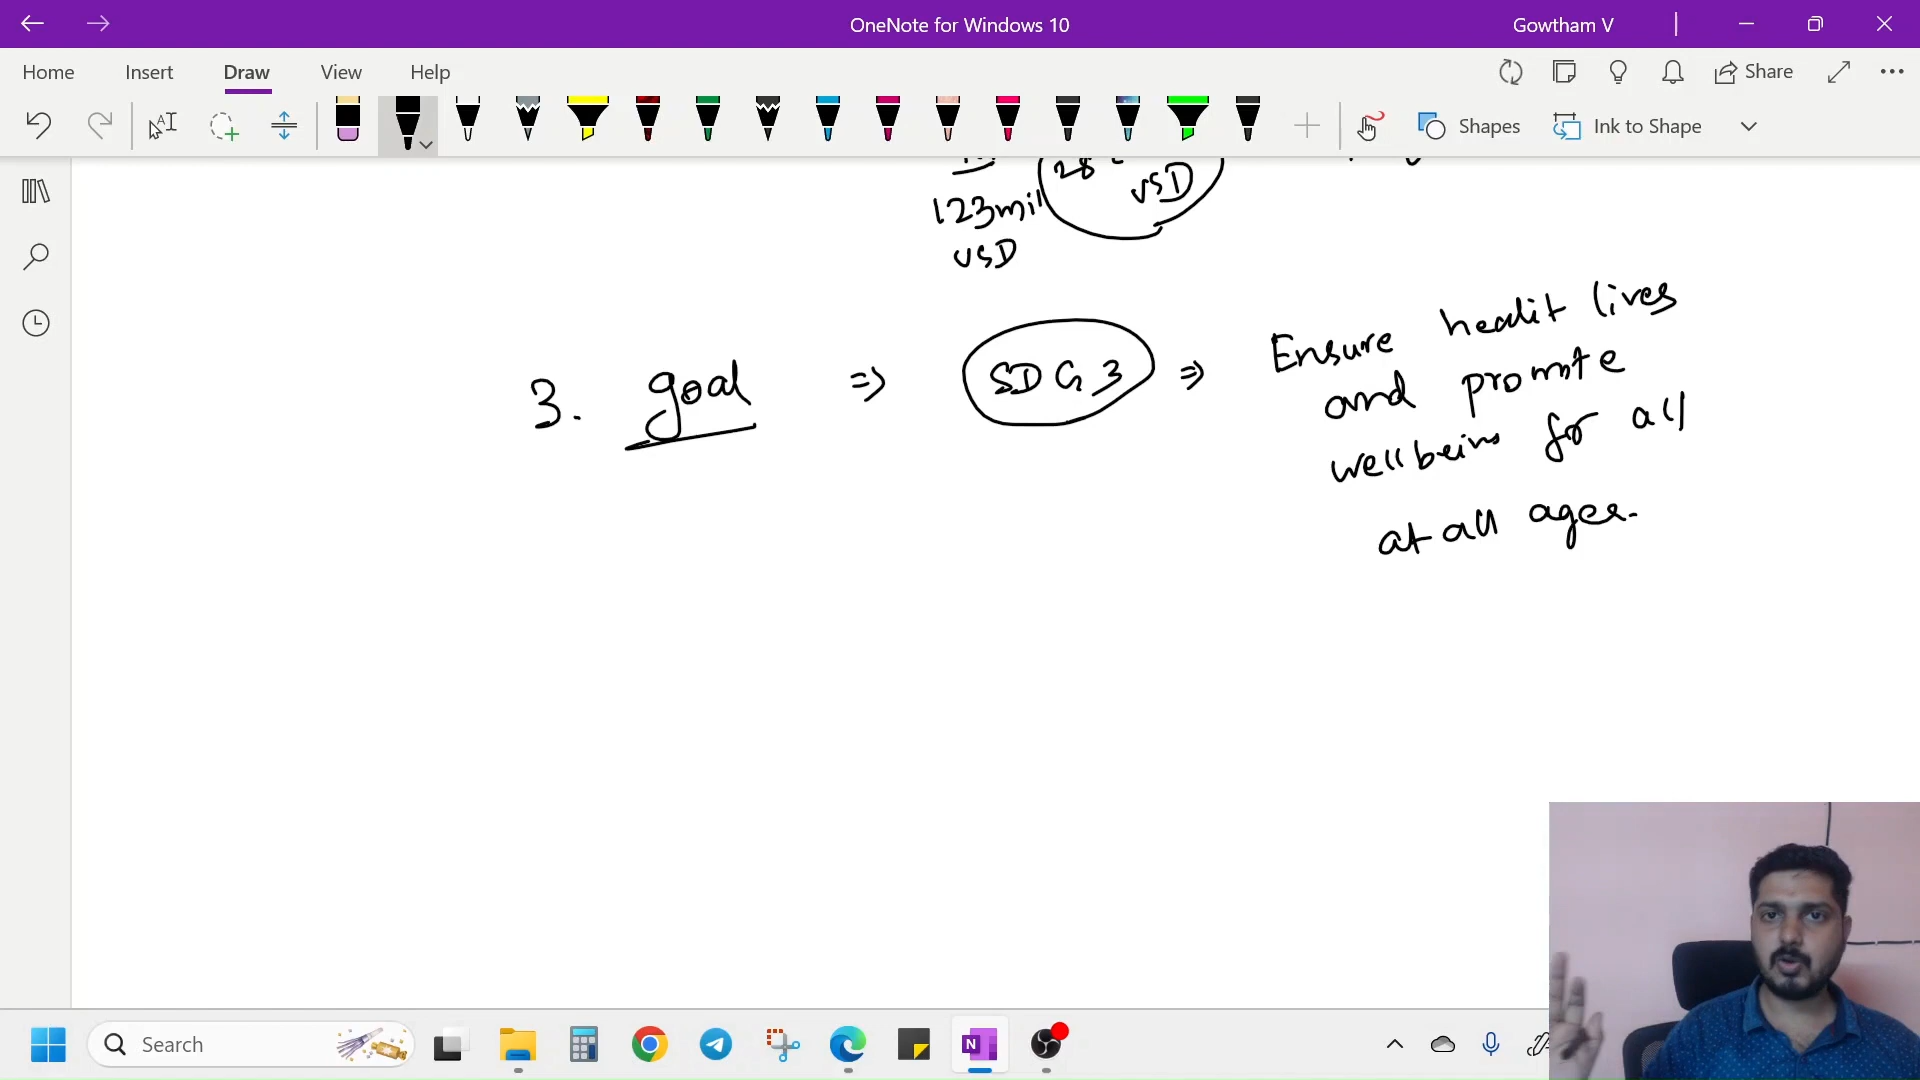 OneNote for Windows 10
Gowtham V
Home
Insert
Draw
View
Help
Share
Shapes
Ink to Shape
28
USD
123mil
USD
3. goal => SDG 3 => Ensure healit lives
and promote
wellbeing for all
at all ages.
Search